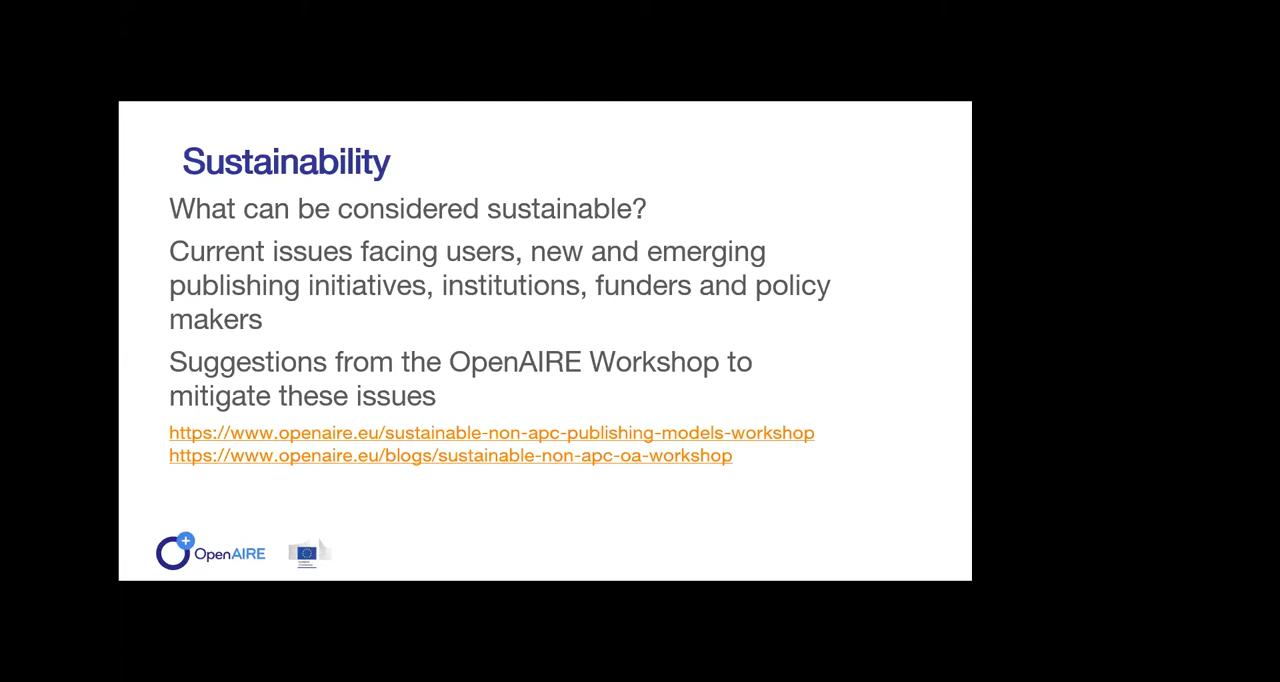 Sustainability
What can be considered sustainable?
Current issues facing users, new and emerging
publishing initiatives, institutions, funders and policy
makers
Suggestions from the OpenAIRE Workshop to
mitigate these issues
https://www.openaire.eu/sustainable-non-apc-publishing-models-workshop
https://www.openaire.eu/blogs/sustainable-non-apc-oa-workshop
OpenAIRE